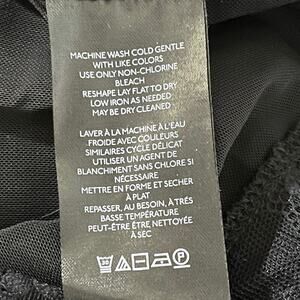 MACHINE WASH COLD GENTLE
WITH LIKE COLORS
USE ONLY NON-CHLORINE
BLEACH
RESHAPE LAY FLAT TO DRY
LOW IRON AS NEEDED
MAY BE DRY CLEANED
LAVER À LA MACHINE À L'EAU
FROIDE AVEC COULEURS
SIMILAIRES CYCLE DÉLICAT
UTILISER UN AGENT DE
BLANCHIMENT SANS CHLORE SI
NÉCESSAIRE
METTRE EN FORME ET SECHER
À PLAT
REPASSER, AU BESOIN, À TRÈS
BASSE TEMPÉRATURE
PEUT-ÊTRE ÊTRE NETTOYÉ
À SEC
30
P